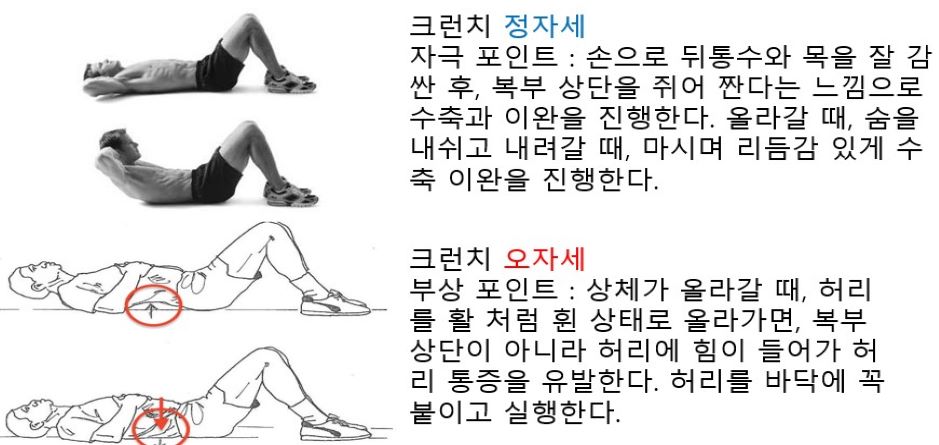 크런치 정자세
자극 포인트 : 손으로 뒤통수와 목을 잘 감
싼 후, 복부 상단을 쥐어 짠다는 느낌으로
수축과 이완을 진행한다. 올라갈 때, 숨을
내쉬고 내려갈 때, 마시며 리듬감 있게 수
축 이완을 진행한다.
크런치 오자세
부상 포인트 : 상체가 올라갈 때, 허리
를 활 처럼 휜 상태로 올라가면, 복부
상단이 아니라 허리에 힘이 들어가 허
리 통증을 유발한다. 허리를 바닥에 꼭
붙이고 실행한다.